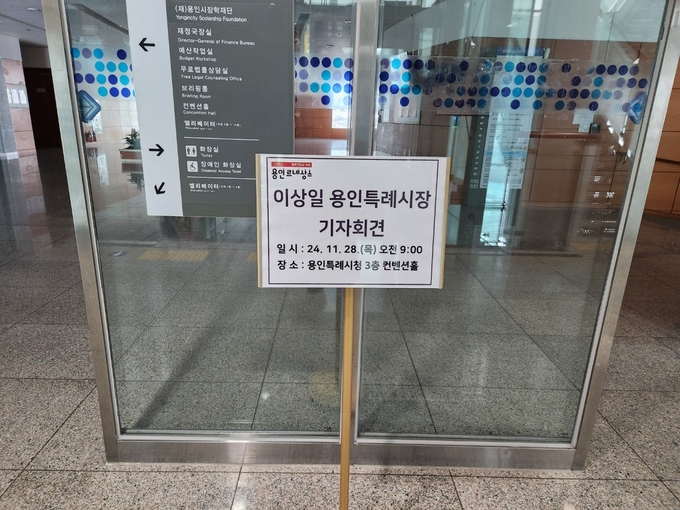 (재)용인시장학재단
Yongincity Scolarship Foundation
재정국장실
Director-General of Finance Bureau
예산작업실
Budget Workshop
무료법률상담실
Free Legal Counseling Office
브리핑룸
Briefing Room
컨벤션홀
Convention Hall
엘리베이터
화장실
Toilet
장애인 화장실
Disabled Access Toilet
엘리베이터
용인르네상스
이상일 용인특례시장
기자회견
일 시 : 24. 11. 28.(목) 오전 9:00
장 소 : 용인특례시청 3층 컨벤션홀